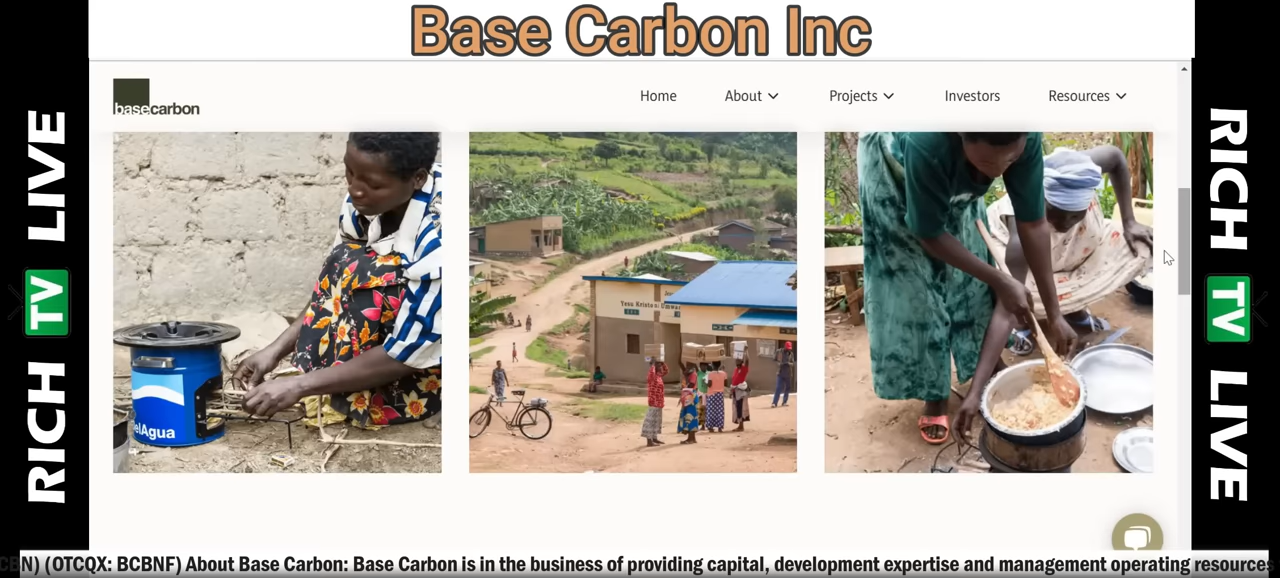 Base Carbon Inc
RICH TV LIVE
basecarbon
Home
About
Projects
Investors
Resources
RICH TV LIVE
elAgua
CBN) (OTCQX: BCBNF) About Base Carbon: Base Carbon is in the business of providing capital, development expertise and management operating resources